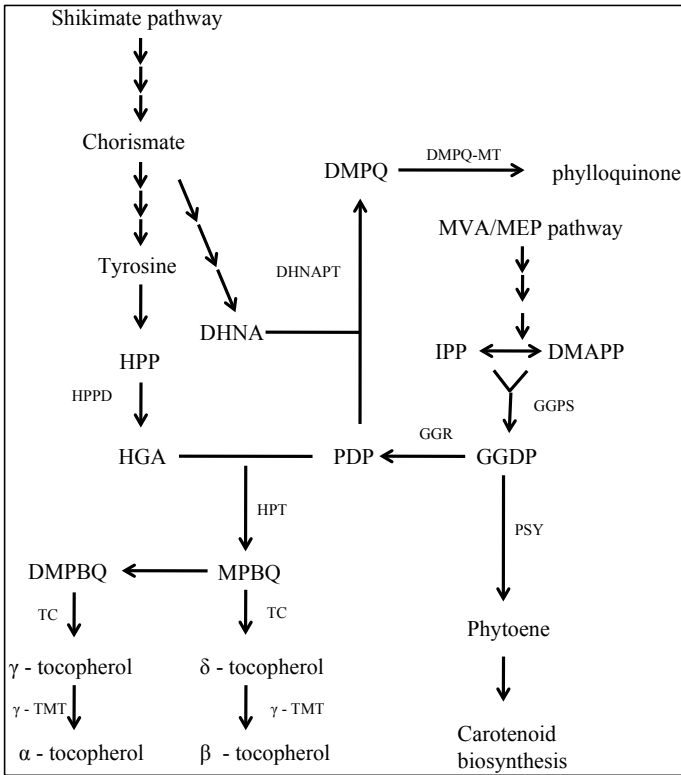 Shikimate pathway
Chorismate
DMPQ
DMPQ-MT
phylloquinone
MVA/MEP pathway
Tyrosine
DHNAPT
DHNA
IPP
DMAPP
HPP
HPPD
GGPS
HGA
PDP
GGR
GGDP
HPT
PSY
DMPBQ
MPBQ
TC
TC
Phytoene
γ - tocopherol
δ - tocopherol
γ - TMT
γ - TMT
α - tocopherol
β - tocopherol
Carotenoid
biosynthesis